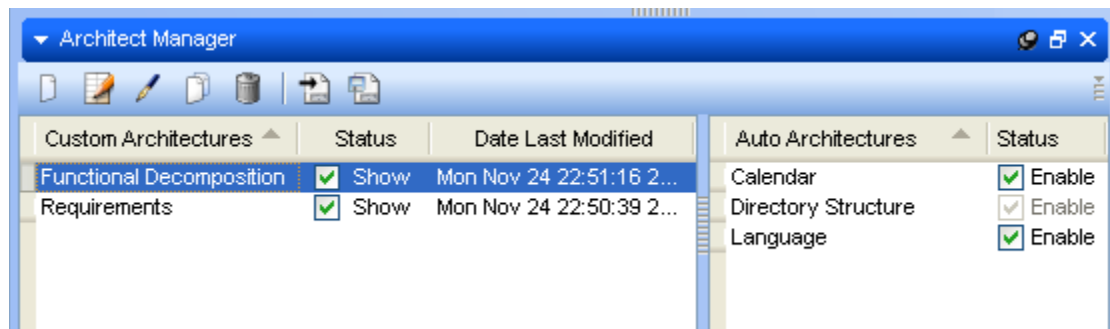 Architect Manager
Custom Architectures Status Date Last Modified
Functional Decomposition Show Mon Nov 24 22:51:16 2...
Requirements Show Mon Nov 24 22:50:39 2...
Auto Architectures Status
Calendar Enable
Directory Structure Enable
Language Enable